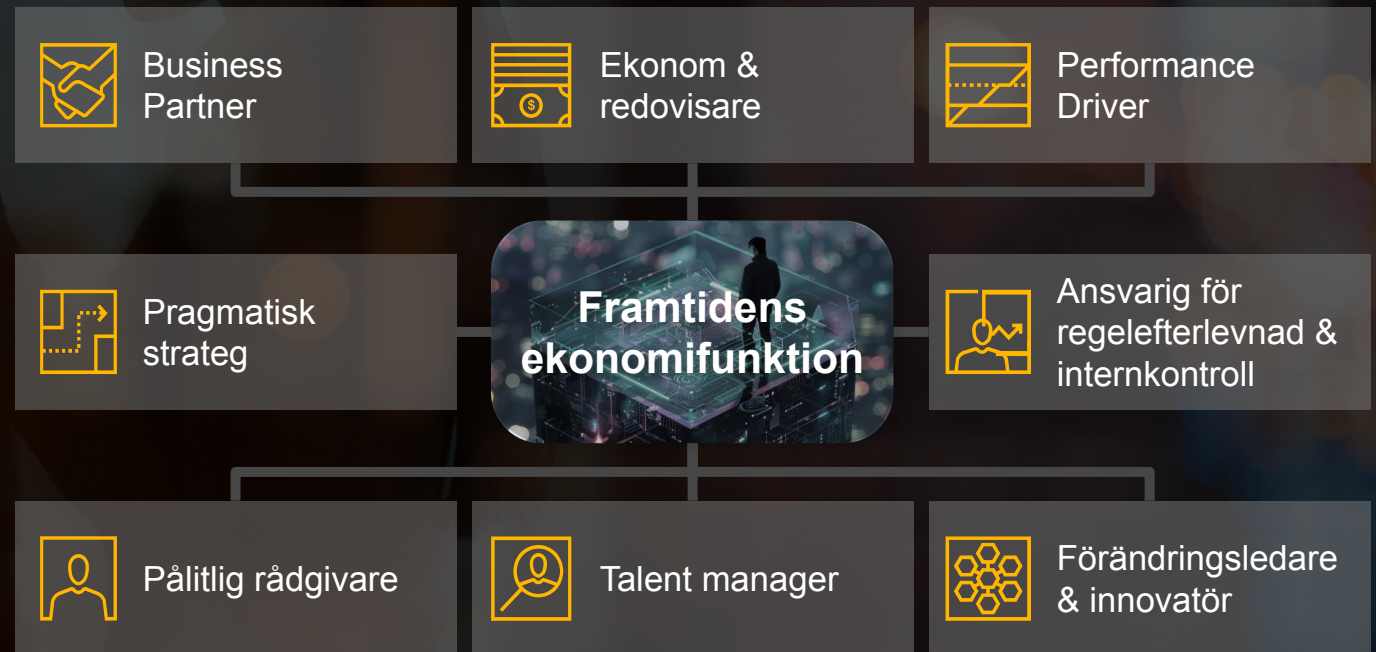 Business
Partner
Ekonom &
redovisare
$
Performance
Driver
Pragmatisk
strateg
Framtidens
ekonomifunktion
Ansvarig för
regelefterlevnad &
internkontroll
Pålitlig rådgivare
Talent manager
Förändringsledare
& innovatör